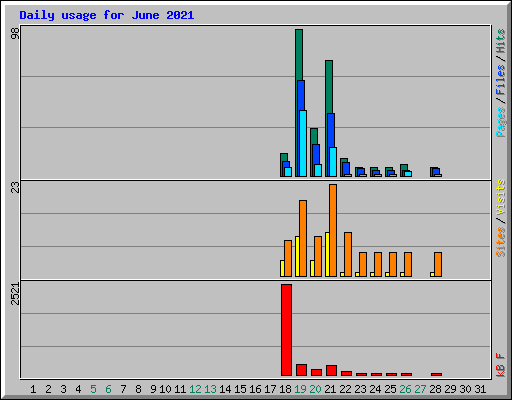 Daily usage for June 2021
98
Pages / Files / Hits
23
Sites / Visits
2521
kB F
1 2 3 4 5 6 7 8 9 10 11 12 13 14 15 16 17 18 19 20 21 22 23 24 25 26 27 28 29 30 31